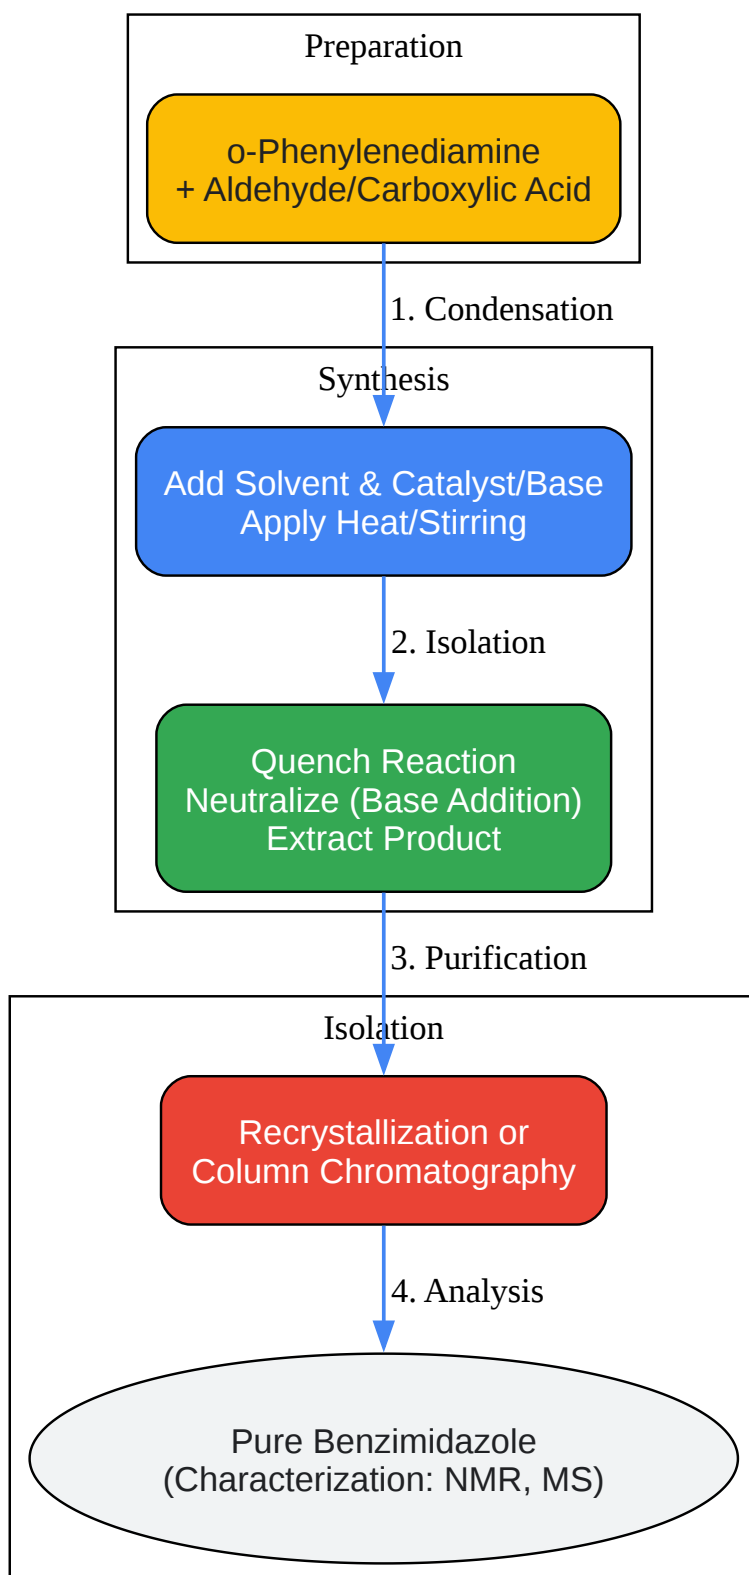 Preparation
o-Phenylenediamine
+ Aldehyde/Carboxylic Acid
1. Condensation
Synthesis
Add Solvent & Catalyst/Base
Apply Heat/Stirring
2. Isolation
Quench Reaction
Neutralize (Base Addition)
Extract Product
3. Purification
Isolation
Recrystallization or
Column Chromatography
4. Analysis
Pure Benzimidazole
(Characterization: NMR, MS)